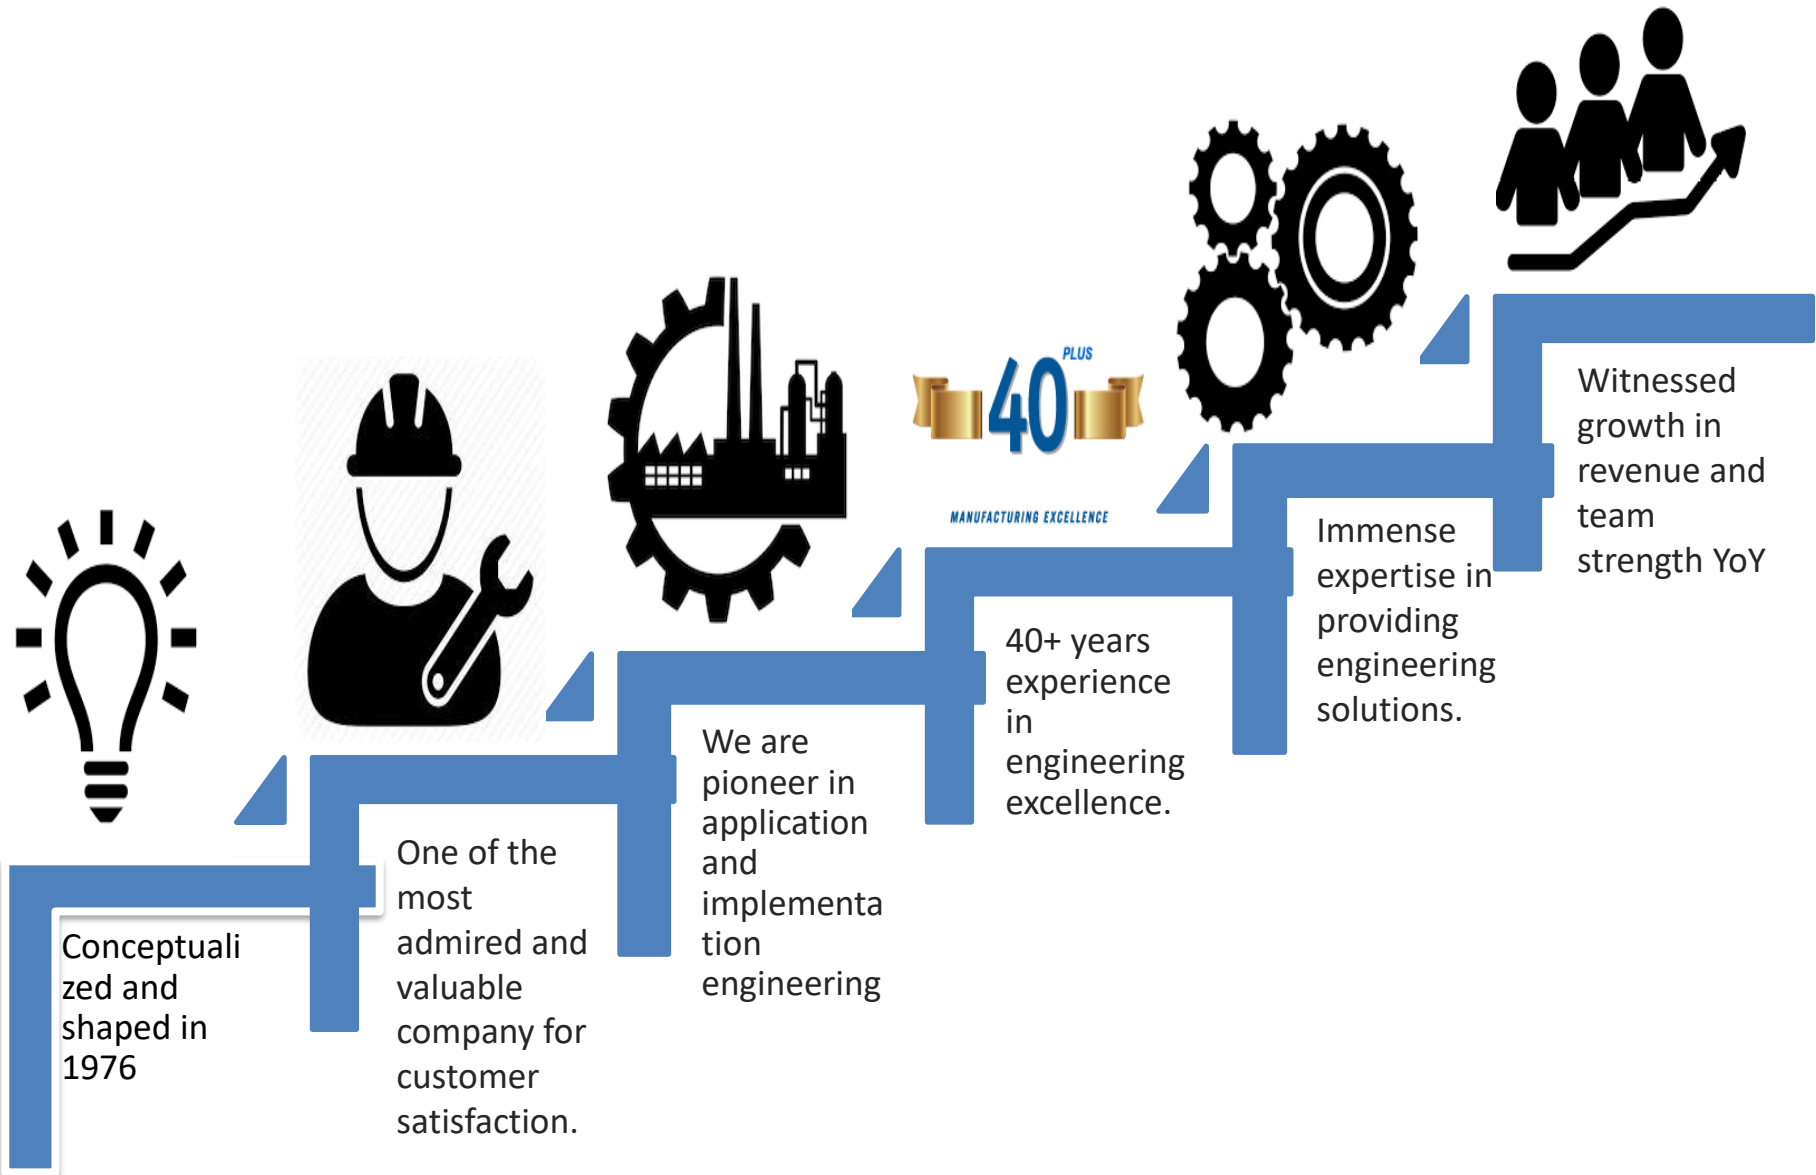 Conceptuali
zed and
shaped in
1976
One of the
most
admired and
valuable
company for
customer
satisfaction.
We are
pioneer in
application
and
implementa
tion
engineering
PLUS
40
MANUFACTURING EXCELLENCE
40+ years
experience
in
engineering
excellence.
Immense
expertise in
providing
engineering
solutions.
Witnessed
growth in
revenue and
team
strength YoY